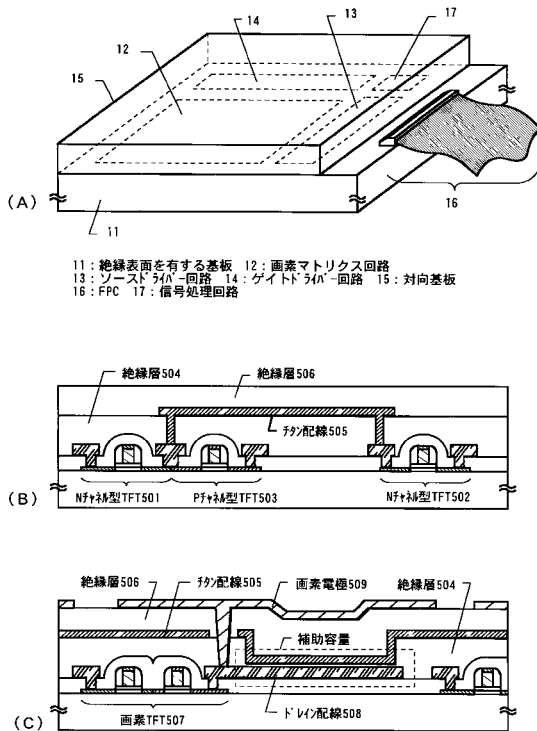 14
13
17
12
15
(A)
16
11
11:絶縁表面を有する基板 12:画素マトリクス回路
13:ソースドライバー回路 14:ゲイトドライバー回路 15:対向基板
16:FPC 17:信号処理回路
絶縁層504
絶縁層506
チタン配線505
(B)
Nチャネル型TFT501
Pチャネル型TFT503
Nチャネル型TFT502
絶縁層506
チタン配線505
画素電極509
絶縁層504
補助容量
(C)
画素TFT507
ドレイン配線508